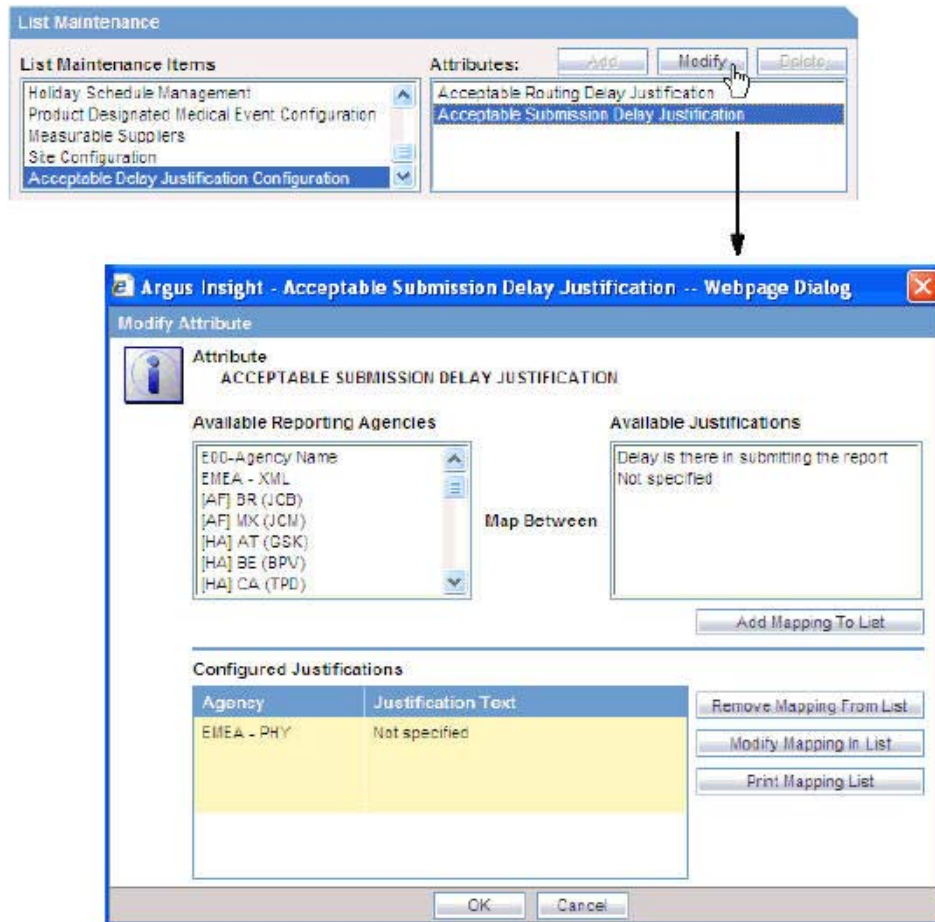 List Maintenance
List Maintenance Items
Attributes:
Add
Modify
Delete
Holiday Schedule Management
Product Designated Medical Event Configuration
Measurable Suppliers
Site Configuration
Acceptable Delay Justification Configuration
Acceptable Routing Delay Justification
Acceptable Submission Delay Justification
Argus Insight - Acceptable Submission Delay Justification -- Webpage Dialog
Modify Attribute
Attribute
ACCEPTABLE SUBMISSION DELAY JUSTIFICATION
Available Reporting Agencies
E00-Agency Name
EMEA - XML
[AF] BR (JCB)
[AF] MX (JCM)
[HA] AT (GSK)
[HA] BE (BPV)
[HA] CA (TPD)
Map Between
Available Justifications
Delay is there in submitting the report
Not specified
Add Mapping To List
Configured Justifications
Agency Justification Text
EMEA - PHY Not specified
Remove Mapping From List
Modify Mapping In List
Print Mapping List
OK Cancel